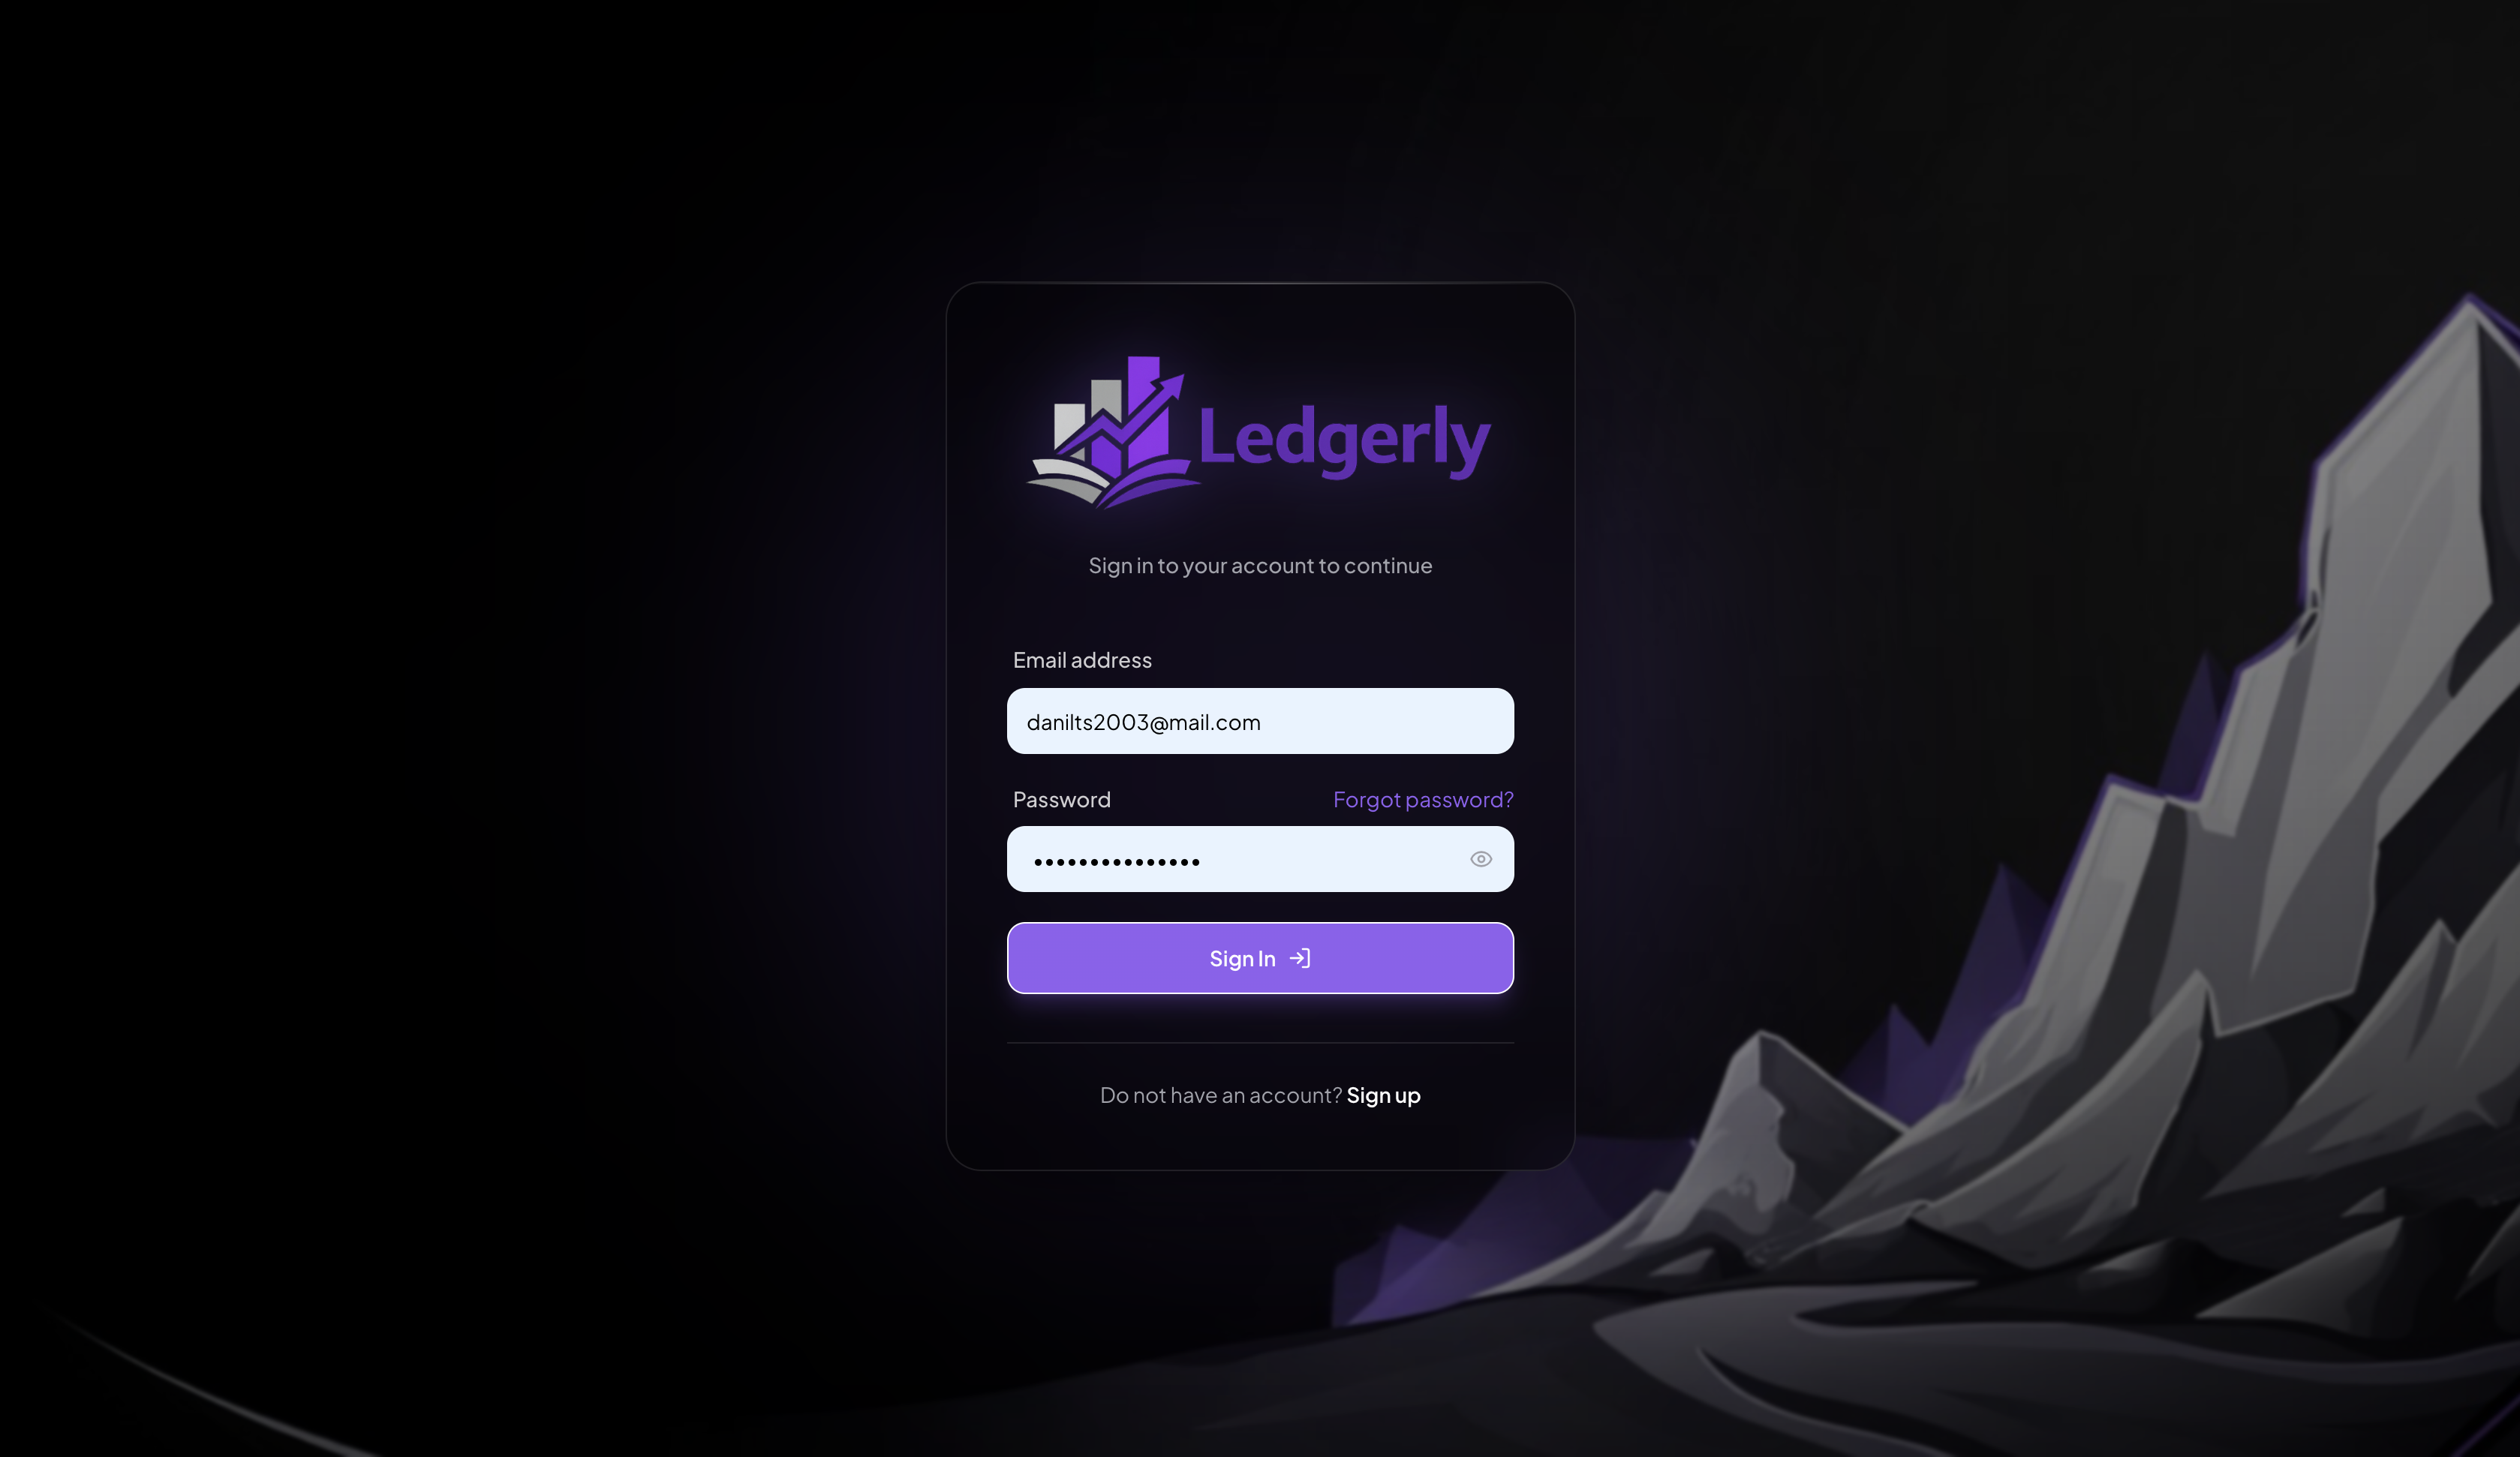 Ledgerly
Sign in to your account to continue
Email address
danilts2003@mail.com
Password Forgot password?
•••••••••••••••
Sign In
Do not have an account? Sign up